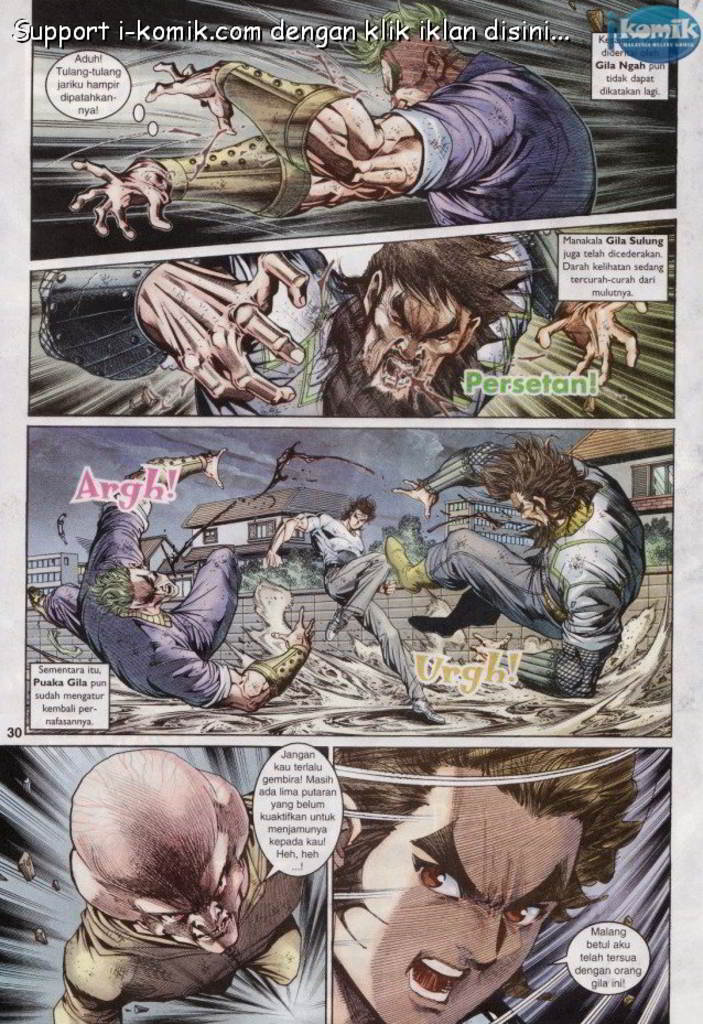 Support i-komik.com dengan klik iklan disini...
i komik
MALAYSIA
Aduh!
Tulang-tulang
jariku hampir
dipatahkan-
nya!
Gila Ngah pun
tidak dapat
dikatakan lagi.
Manakala Gila Sulung
juga telah dicederakan.
Darah kelihatan sedang
tercurah-curah dari
mulutnya.
Persetan!
Argh!
Urgh!
Sementara itu,
Puaka Gila pun
sudah mengatur
kembali per-
nafasannya.
30
Jangan
kau terlalu
gembira! Masih
ada lima putaran
yang belum
kuaktifkan untuk
menjamunya
kepada kau!
Heh, heh
...!
Malang
betul aku
telah tersua
dengan orang
gila ini!